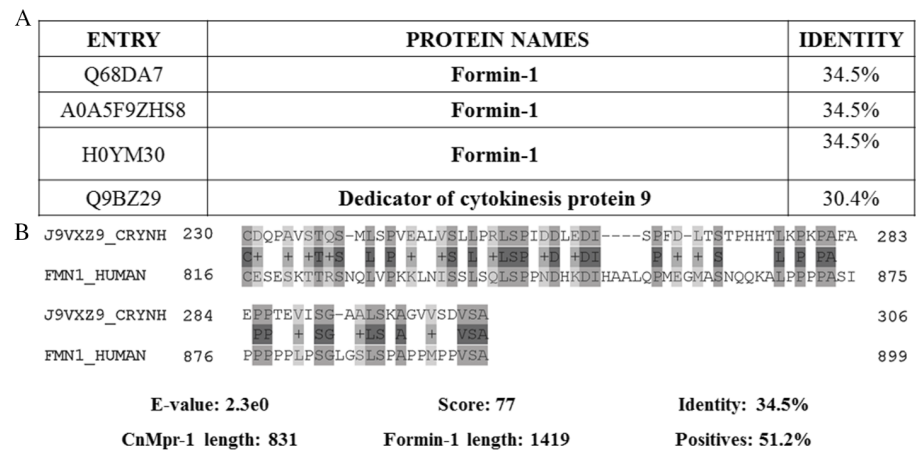 A
ENTRY PROTEIN NAMES IDENTITY
Q68DA7 Formin-1 34.5%
A0A5F9ZHS8 Formin-1 34.5%
H0YM30 Formin-1 34.5%
Q9BZ29 Dedicator of cytokinesis protein 9 30.4%
B
J9VXZ9_CRYNH 230 CDQPAVSTQS-MLSPVEALVSLLPRLSPIDDLEDI----SPFD-LTSTPHHTLKPKPAFA 283
C+ + +T+S L P + +S L +LSP +D +DI P + + S L P PA
FMN1_HUMAN 816 CESESKTTRSNQLVPKKLNISSLSQLSPPNDHKDIHAALQPMEGMASNQQKALPPPPASI 875
J9VXZ9_CRYNH 284 EPPTEVISG-AALSKAGVVSDVSA 306
PP + SG +LS A + VSA
FMN1_HUMAN 876 PPPPPLPSGLGSLSPAPPMPPVSA 899
E-value: 2.3e0 Score: 77 Identity: 34.5%
CnMpr-1 length: 831 Formin-1 length: 1419 Positives: 51.2%